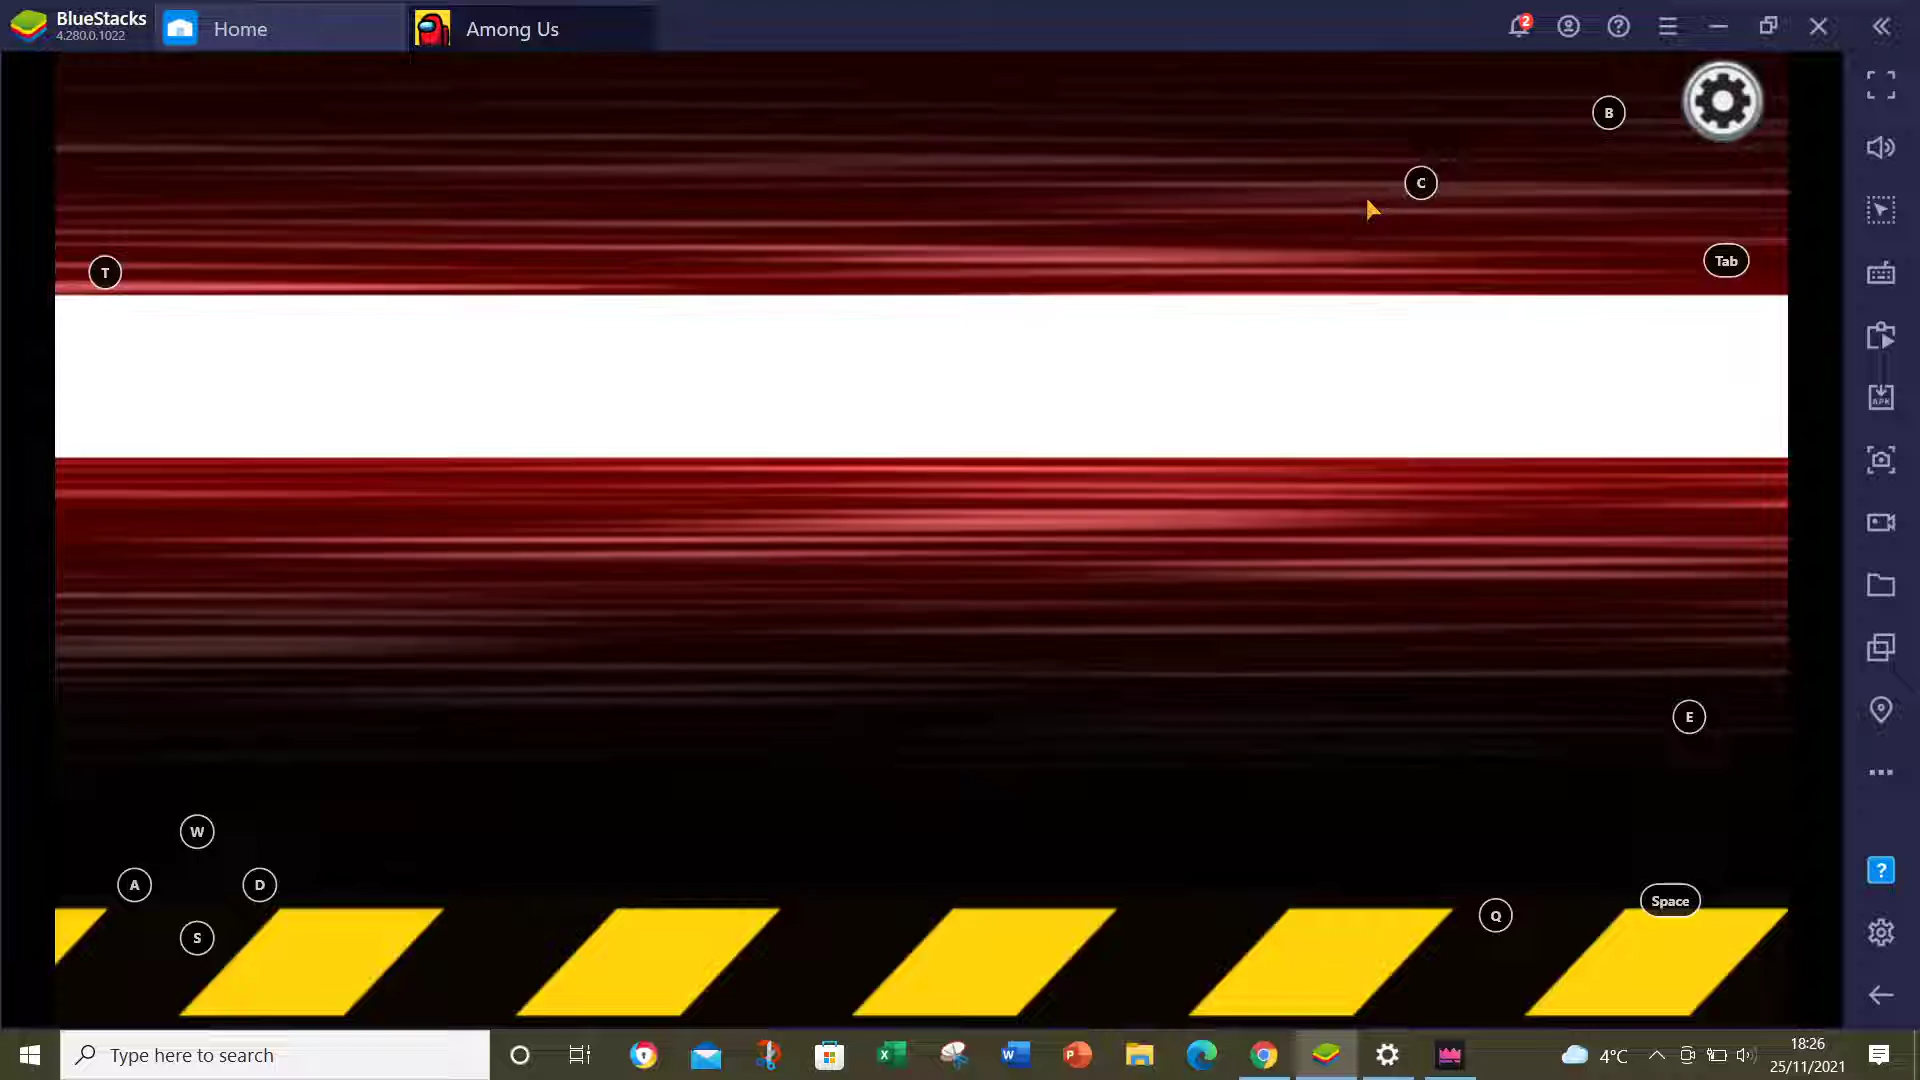 BlueStacks
4.280.0.1022
Home
Among Us
2
B
C
T
Tab
APK
E
W
A
D
S
Q
Space
?
Type here to search
4°C
18:26
25/11/2021